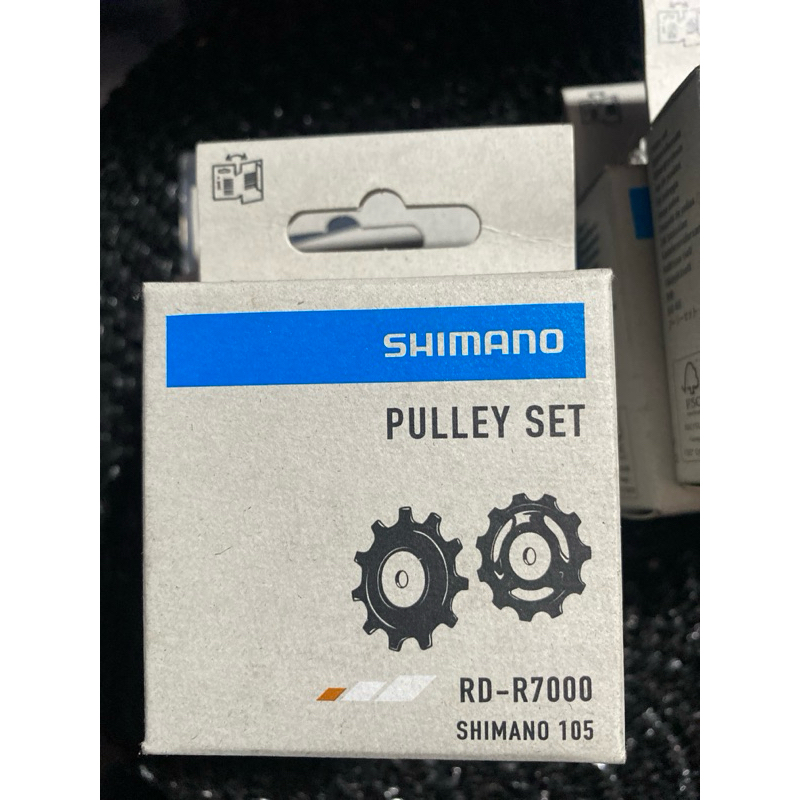 SHIMANO
PULLEY SET
RD-R7000
SHIMANO 105